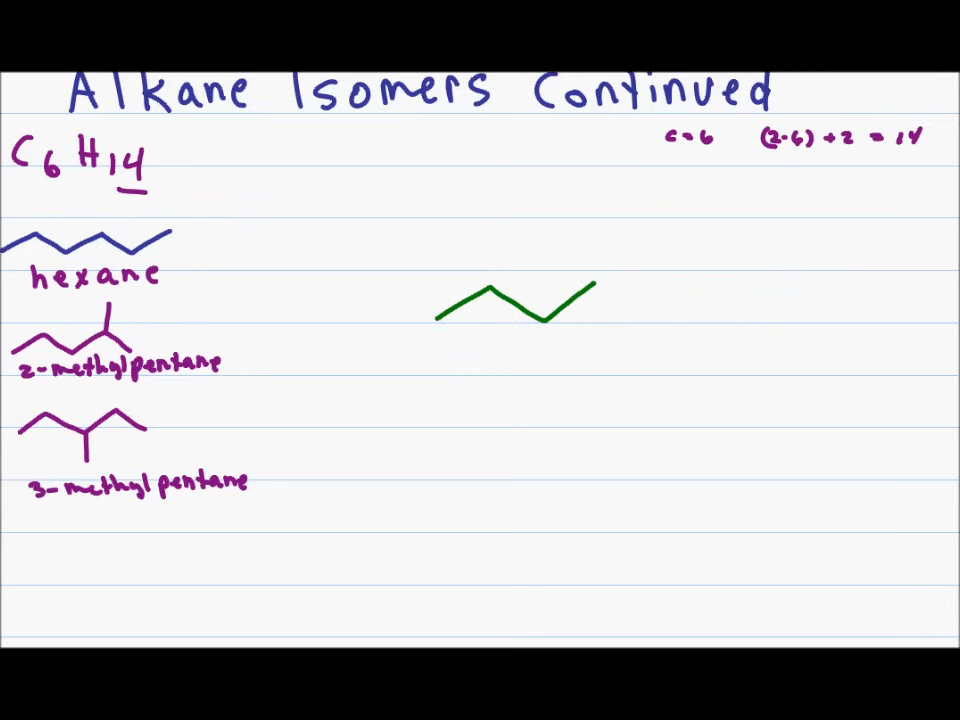 Alkane Isomers Continued
C6H14
c=6 (2·6)+2 = 14
hexane
2-methylpentane
3-methylpentane